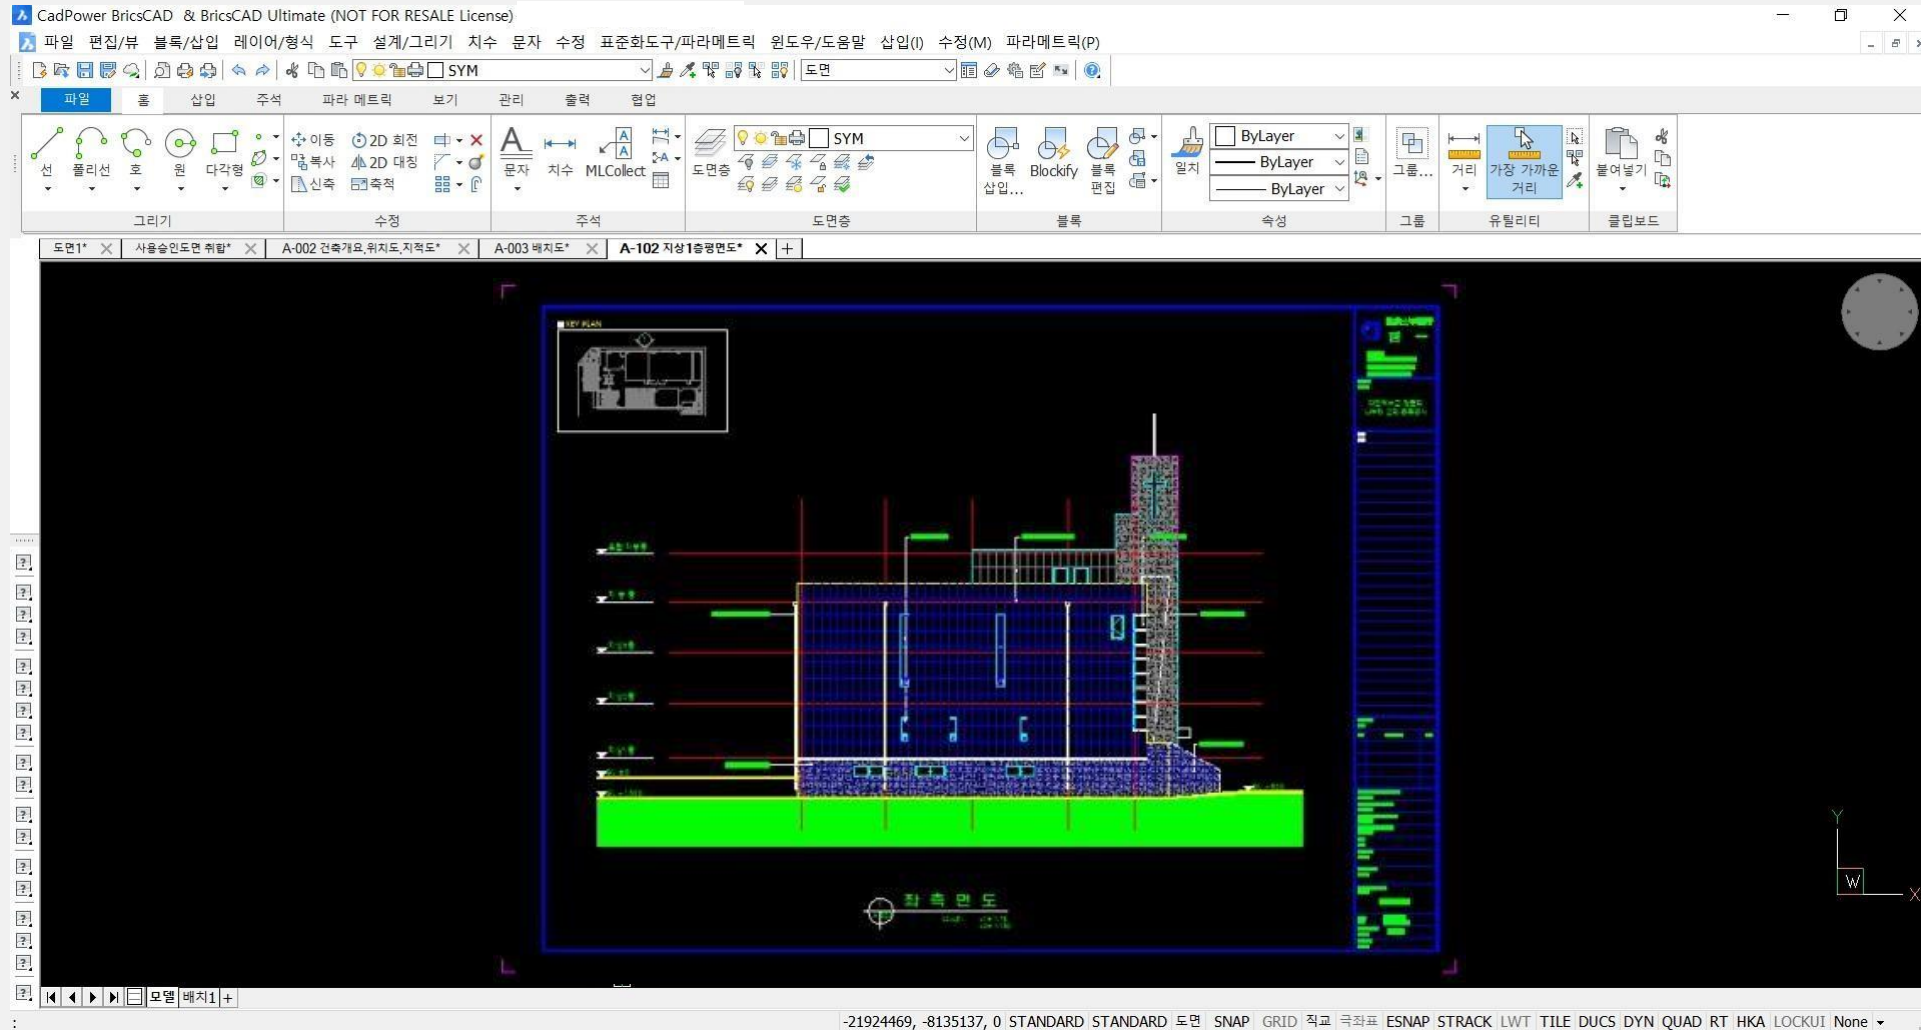 CadPower BricsCAD & BricsCAD Ultimate (NOT FOR RESALE License)
파일 편집/뷰 블록/삽입 레이어/형식 도구 설계/그리기 치수 문자 수정 표준화도구/파라메트릭 윈도우/도움말 삽입(I) 수정(M) 파라메트릭(P)
SYM 도면
파일 홈 삽입 주석 파라 메트릭 보기 관리 출력 협업
이동 2D 회전 SYM ByLayer
복사 2D 대칭 ByLayer
선 폴리선 호 원 다각형 문자 치수 MLCollect 도면층 블록 삽입... Blockify 블록 편집 일치 그룹... 거리 가장 가까운 거리 붙여넣기
신축 축척 ByLayer
그리기 수정 주석 도면층 블록 속성 그룹 유틸리티 클립보드
도면1* 사용승인도면 취합* A-002 건축개요,위치도,지적도* A-003 배치도* A-102 지상1층평면도*
KEY PLAN
좌 측 면 도
Y
W
X
모델 배치1
: -21924469, -8135137, 0 STANDARD STANDARD 도면 SNAP GRID 직교 극좌표 ESNAP STRACK LWT TILE DUCS DYN QUAD RT HKA LOCKUI None